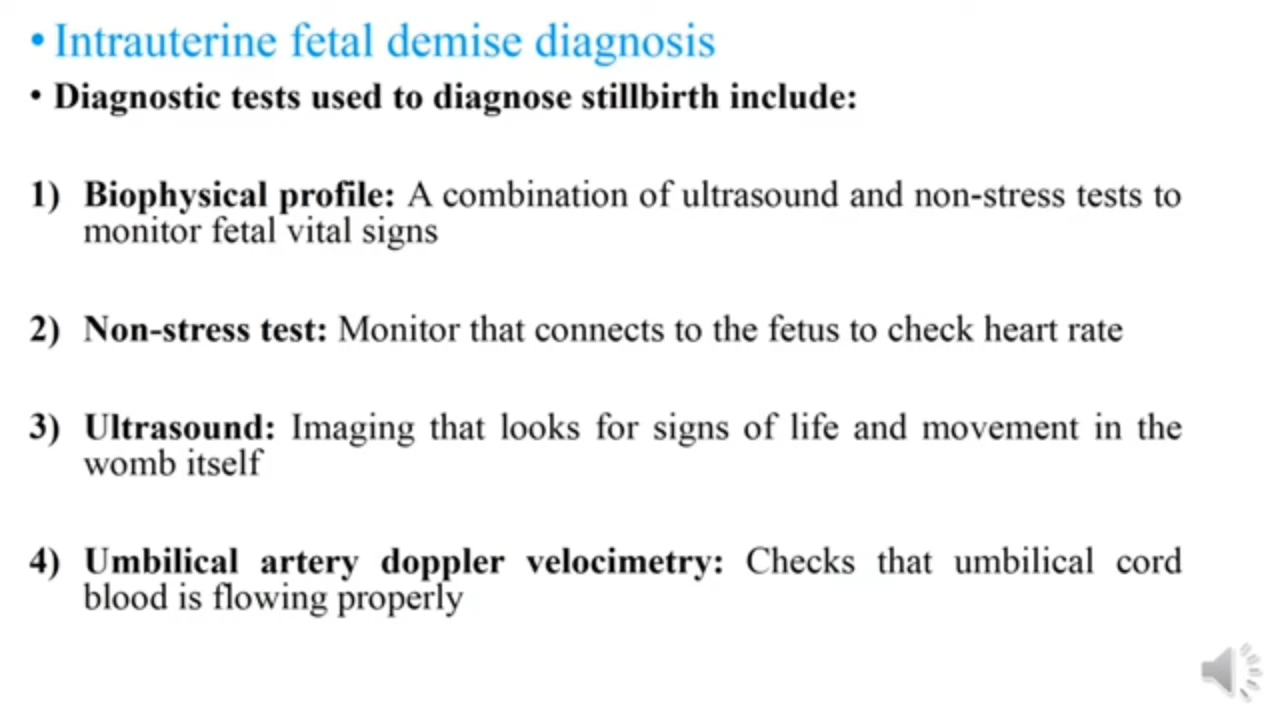 • Intrauterine fetal demise diagnosis
• Diagnostic tests used to diagnose stillbirth include:
1) Biophysical profile: A combination of ultrasound and non-stress tests to
monitor fetal vital signs
2) Non-stress test: Monitor that connects to the fetus to check heart rate
3) Ultrasound: Imaging that looks for signs of life and movement in the
womb itself
4) Umbilical artery doppler velocimetry: Checks that umbilical cord
blood is flowing properly